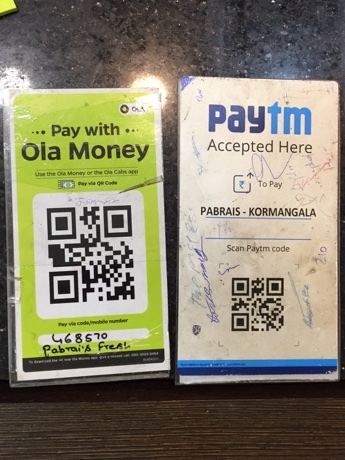 OLA
Pay with
Ola Money
Use the Ola Money or the Ola Cabs app
Pay via QR Code
Pay via code/mobile number
468570
Pabrai's Fresh
paytm
Accepted Here
₹ To Pay
PABRAIS - KORMANGALA
Scan Paytm code